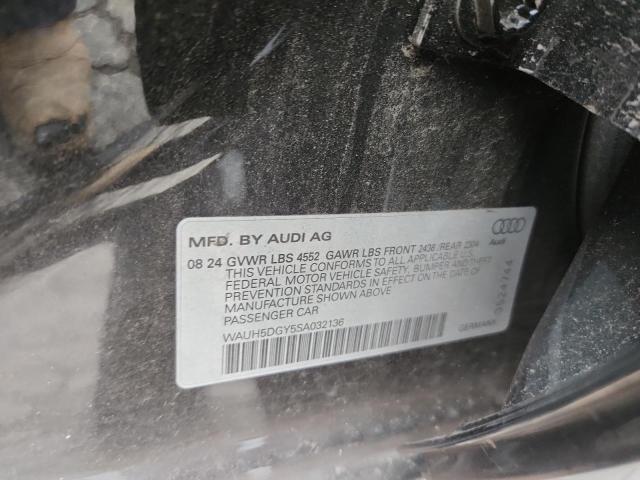 MFD. BY AUDI AG
Audi
08 24 GVWR LBS 4552 GAWR LBS FRONT 2438 /REAR 2304
THIS VEHICLE CONFORMS TO ALL APPLICABLE U.S.
FEDERAL MOTOR VEHICLE SAFETY, BUMPER AND THEFT
PREVENTION STANDARDS IN EFFECT ON THE DATE OF
MANUFACTURE SHOWN ABOVE
PASSENGER CAR
WAUH5DGY5SA032136
GERMANY
0524744